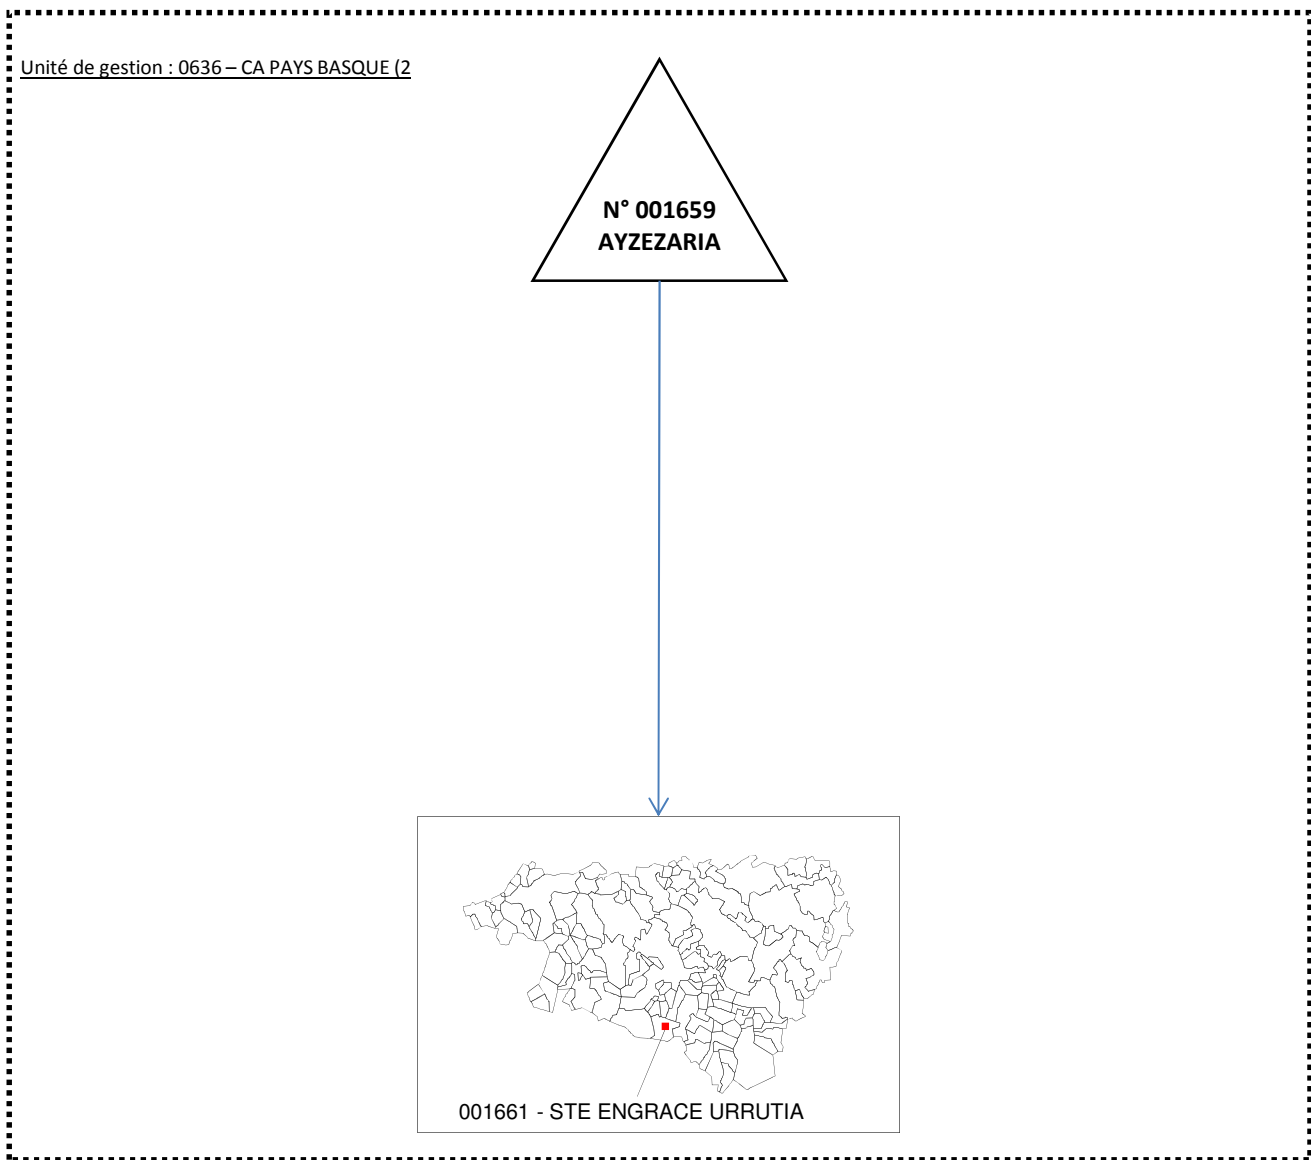 Unité de gestion : 0636 – CA PAYS BASQUE (2
N° 001659
AYZEZARIA
001661 - STE ENGRACE URRUTIA